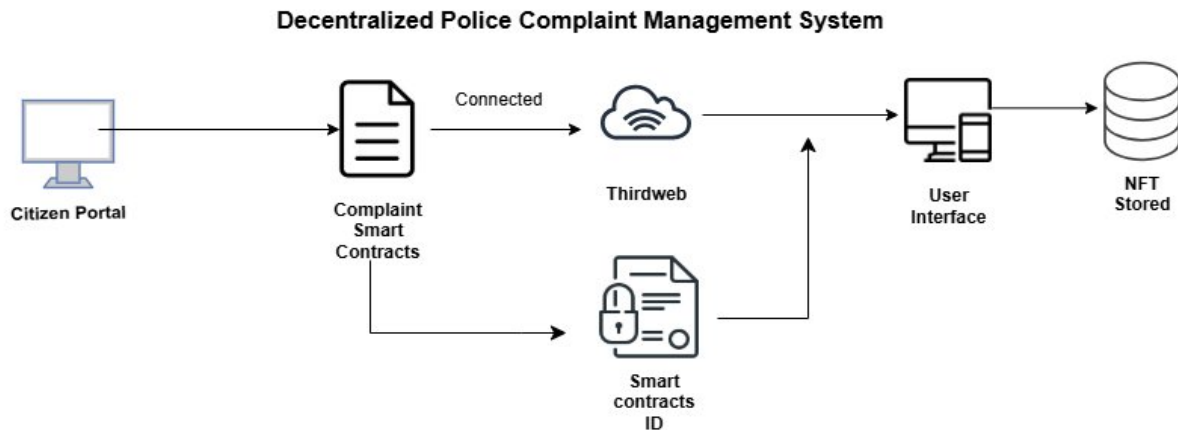 Decentralized Police Complaint Management System
Citizen Portal
Complaint
Smart
Contracts
Connected
Thirdweb
Smart
contracts
ID
User
Interface
NFT
Stored